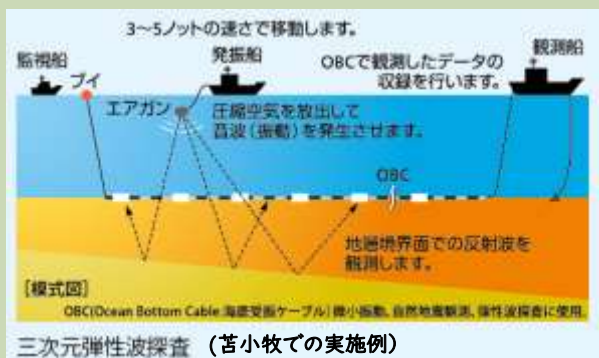 3～5ノットの速さで移動します。
監視船
ブイ
発振船
観測船
OBCで観測したデータの
収録を行います。
エアガン
圧縮空気を放出して
音波(振動)を発生させます。
OBC
地層境界面での反射波を
観測します。
[模式図]
OBC(Ocean Bottom Cable:海底受振ケーブル)微小振動、自然地震観測、弾性波探査に使用。
三次元弾性波探査 (苫小牧での実施例)